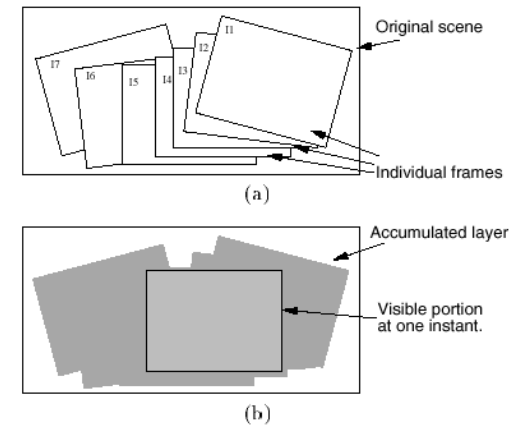 I1
Original scene
I2
I3
I7
I6
I5
I4
Individual frames
(a)
Accumulated layer
Visible portion
at one instant.
(b)